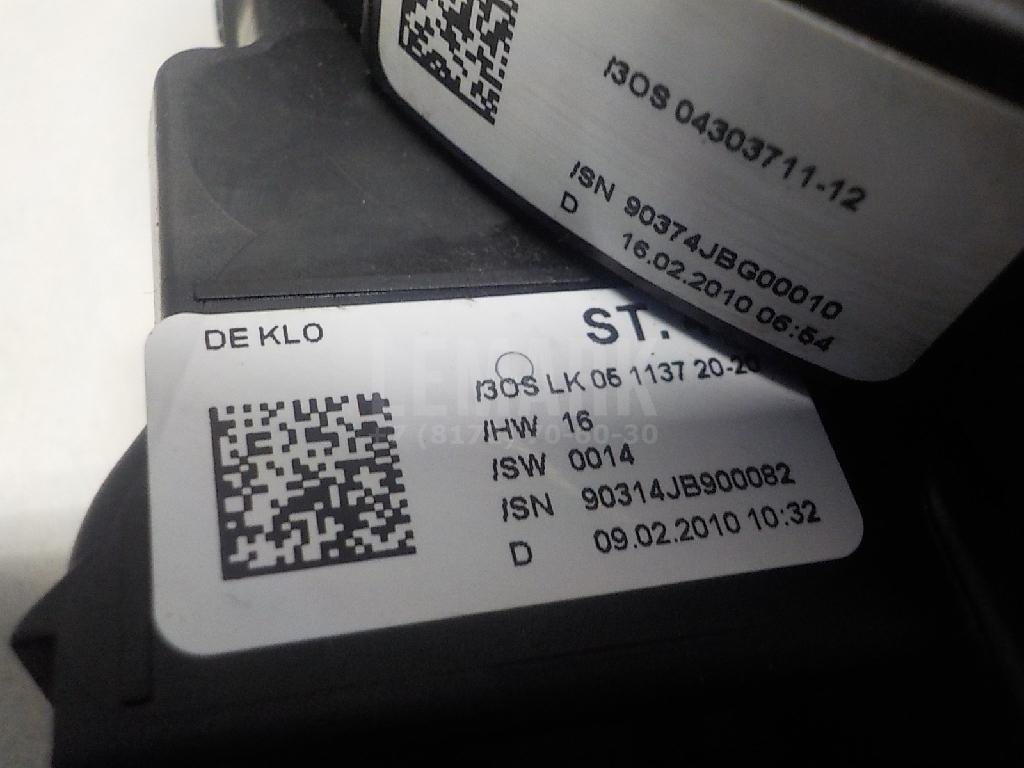 /3OS 04303711-12
/SN 90374JBG00010
D 16.02.2010 06:54
DE KLO
ST.
/3OS LK 05 1137 20-20
/HW 16
/SW 0014
/SN 90314JB900082
D 09.02.2010 10:32